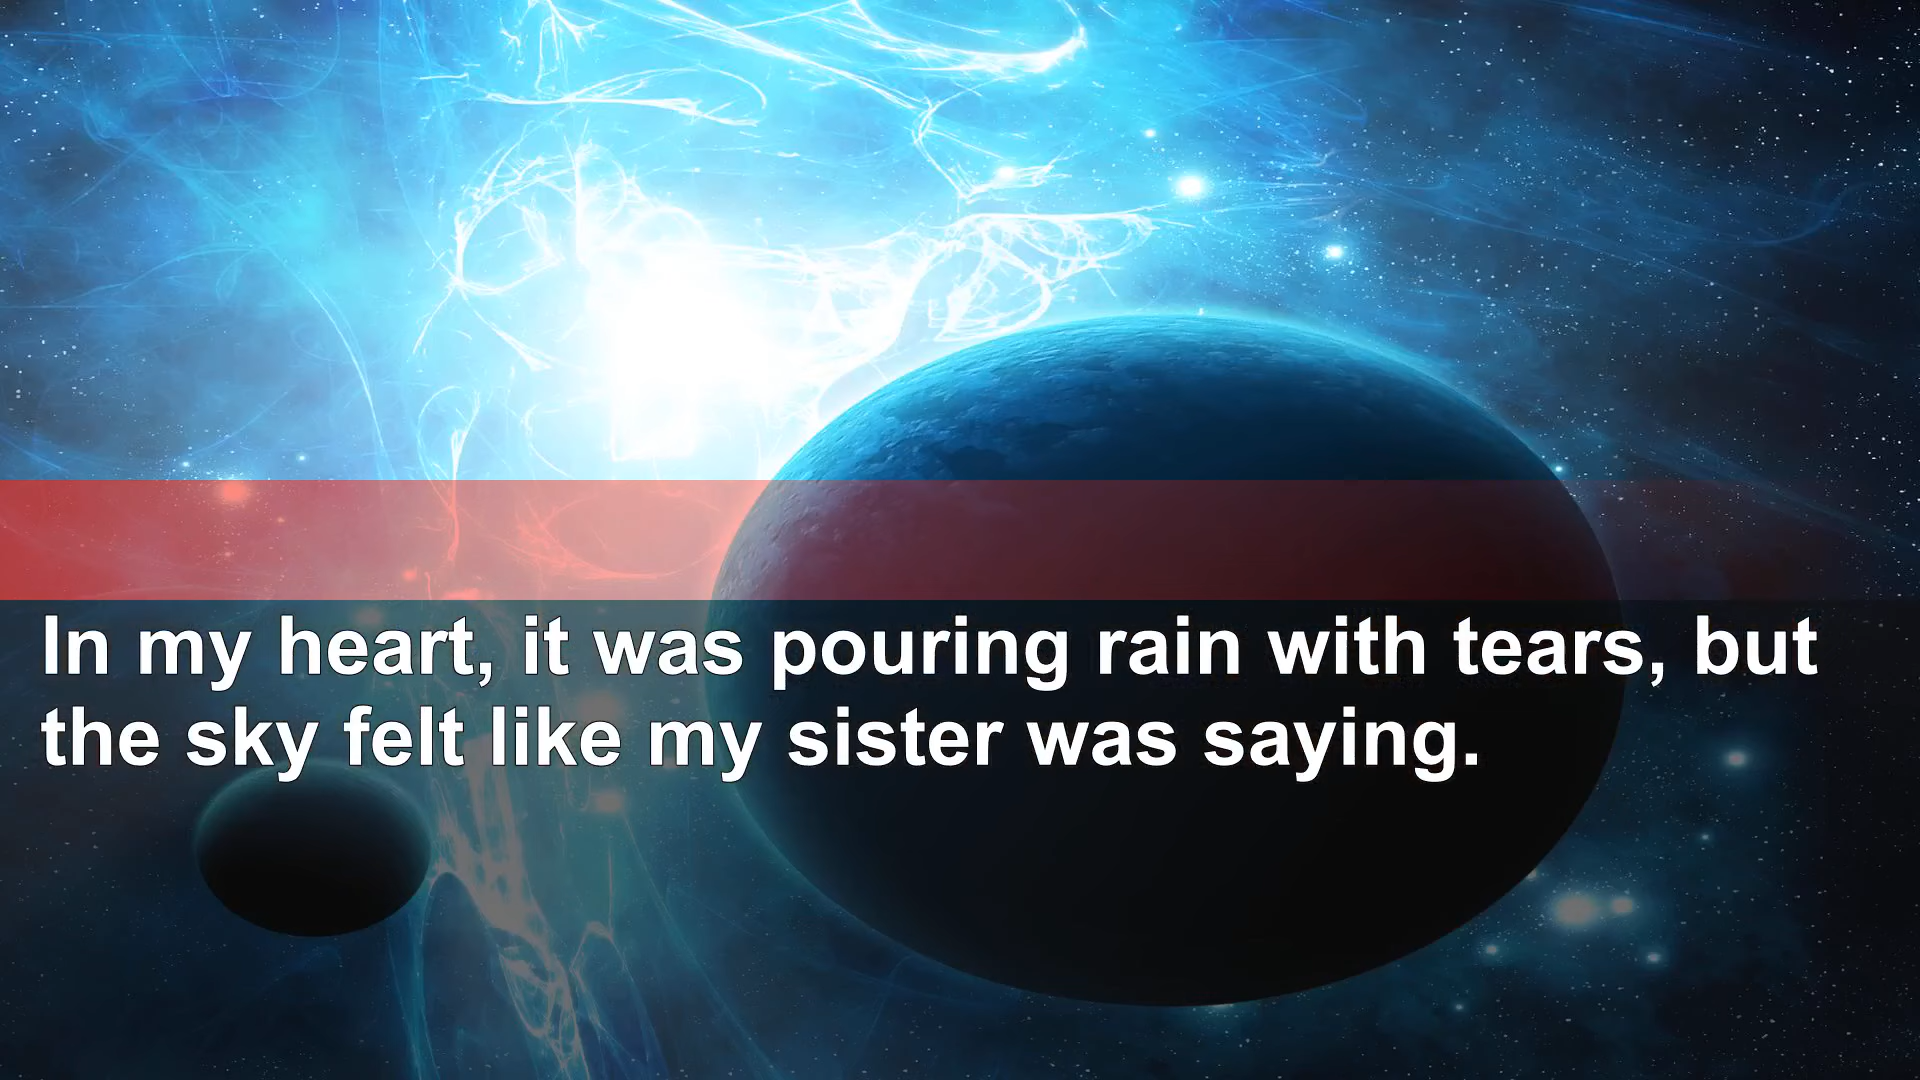 In my heart, it was pouring rain with tears, but
the sky felt like my sister was saying.